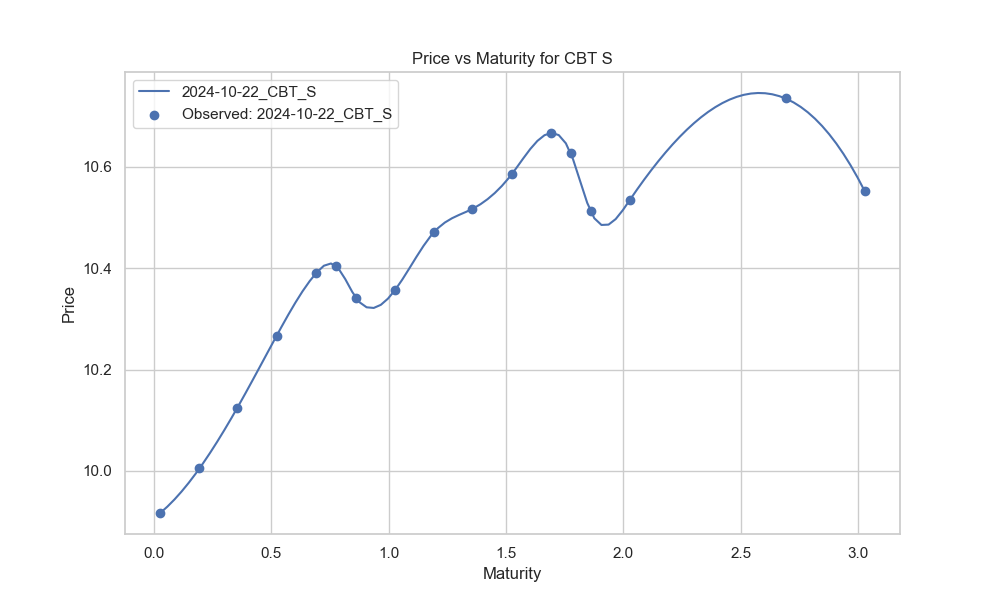 Price vs Maturity for CBT S
2024-10-22_CBT_S
Observed: 2024-10-22_CBT_S
10.6
10.4
10.2
10.0
Price
0.0 0.5 1.0 1.5 2.0 2.5 3.0
Maturity